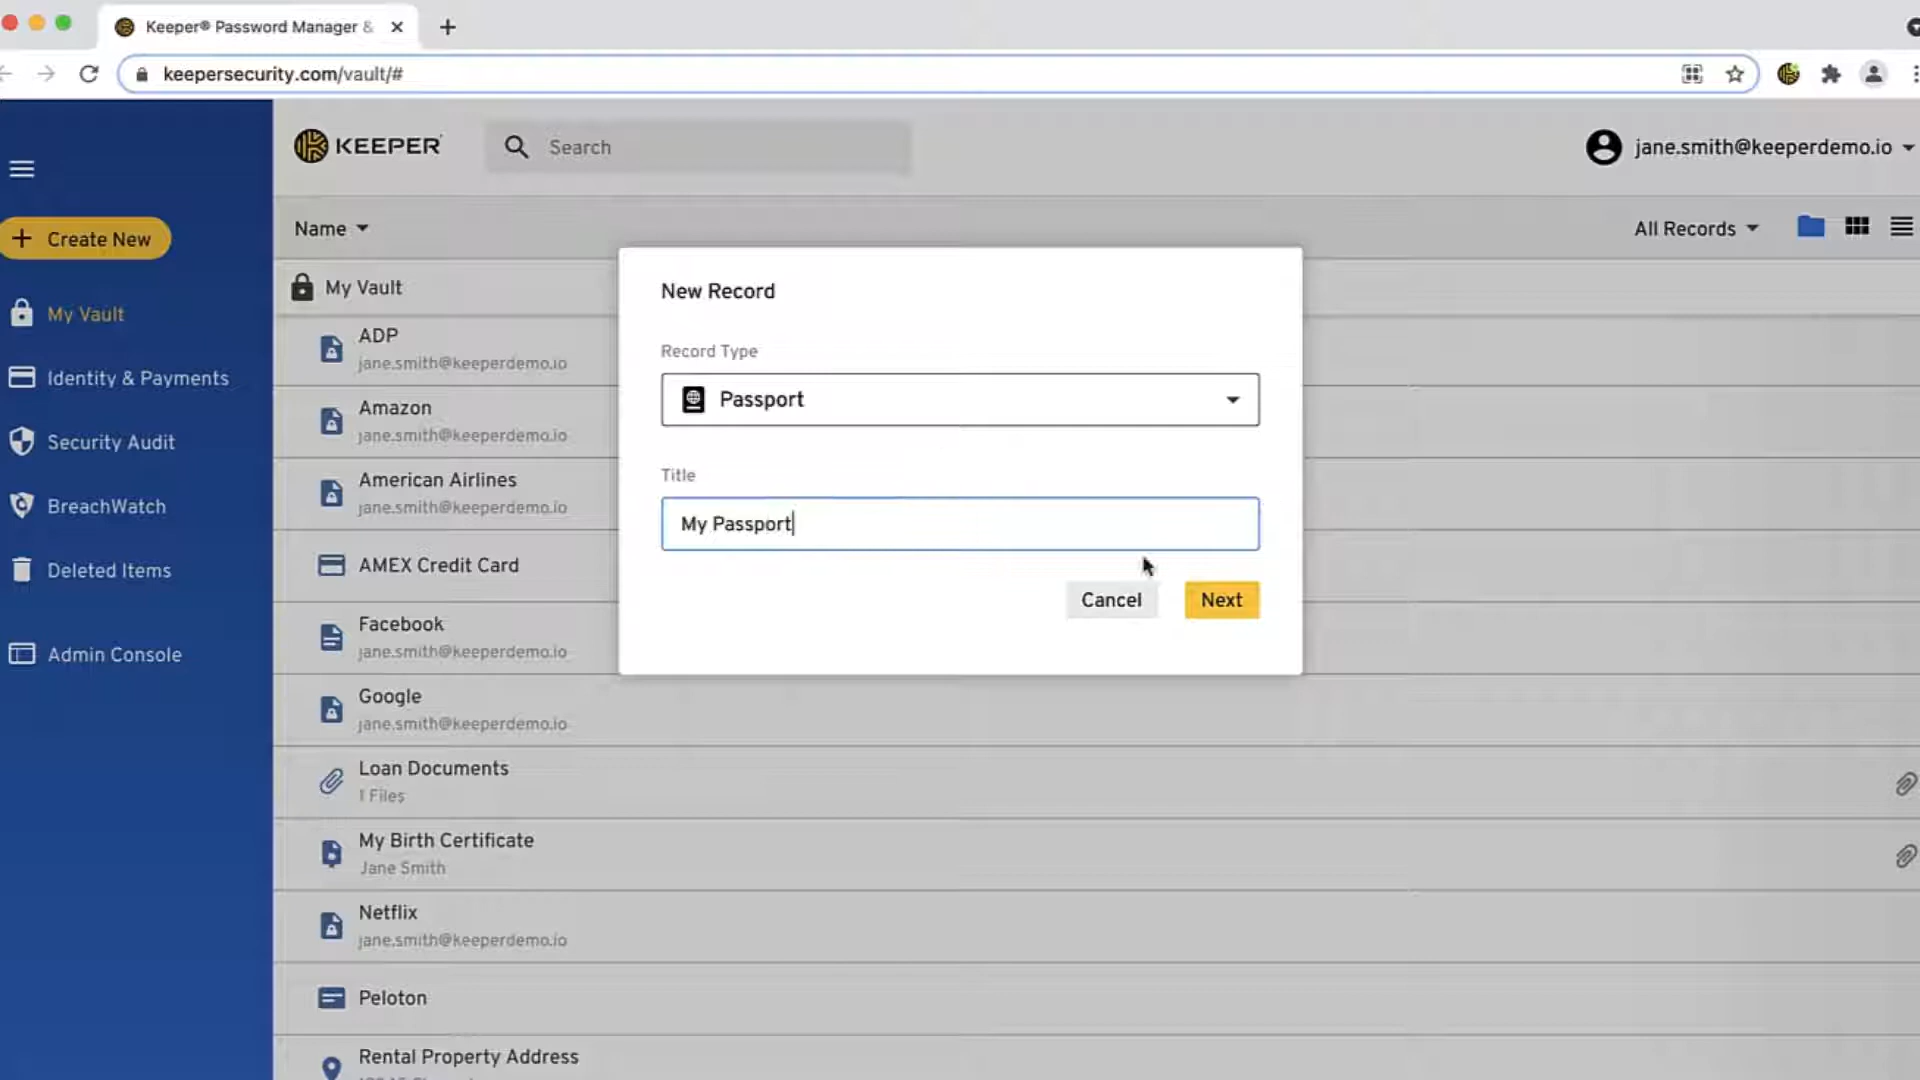 Keeper® Password Manager &
keepersecurity.com/vault/#
KEEPER
Search
jane.smith@keeperdemo.io
Create New
Name
All Records
My Vault
Identity & Payments
Security Audit
BreachWatch
Deleted Items
Admin Console
My Vault
ADP
jane.smith@keeperdemo.io
Amazon
jane.smith@keeperdemo.io
American Airlines
jane.smith@keeperdemo.io
AMEX Credit Card
Facebook
jane.smith@keeperdemo.io
Google
jane.smith@keeperdemo.io
Loan Documents
1 Files
My Birth Certificate
Jane Smith
Netflix
jane.smith@keeperdemo.io
Peloton
Rental Property Address
New Record
Record Type
Passport
Title
My Passport
Cancel
Next